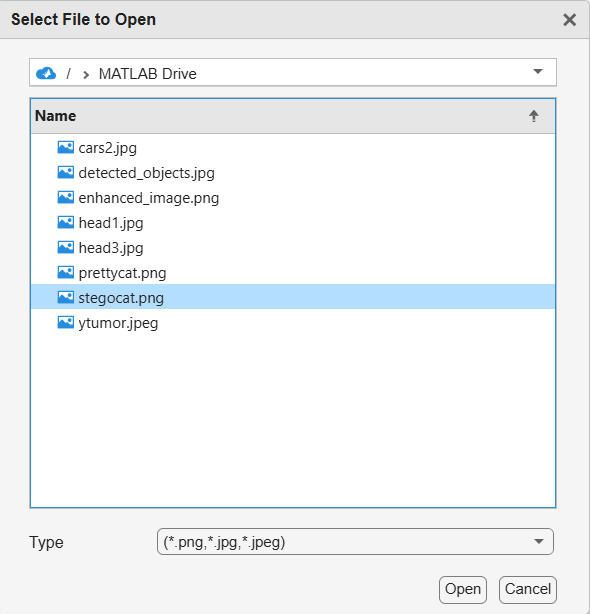 Select File to Open
/ > MATLAB Drive
Name
cars2.jpg
detected_objects.jpg
enhanced_image.png
head1.jpg
head3.jpg
prettycat.png
stegocat.png
ytumor.jpeg
Type (*.png,*.jpg,*.jpeg)
Open Cancel